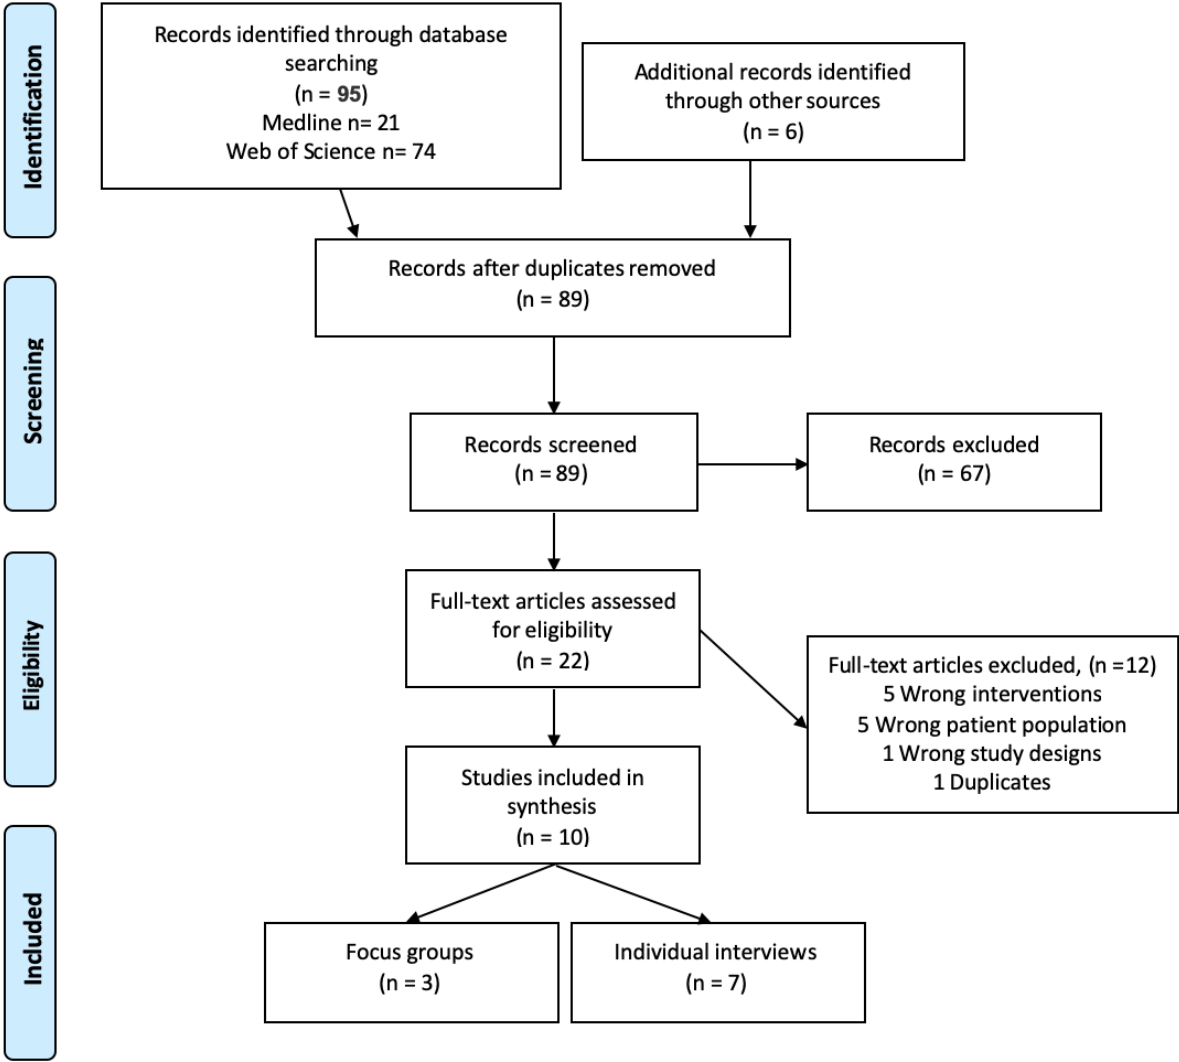 Identification
Records identified through database
searching
(n = 95)
Medline n= 21
Web of Science n= 74
Additional records identified
through other sources
(n = 6)
Records after duplicates removed
(n = 89)
Screening
Records screened
(n = 89)
Records excluded
(n = 67)
Eligibility
Full-text articles assessed
for eligibility
(n = 22)
Full-text articles excluded, (n =12)
5 Wrong interventions
5 Wrong patient population
1 Wrong study designs
1 Duplicates
Studies included in
synthesis
(n = 10)
Included
Focus groups
(n = 3)
Individual interviews
(n = 7)